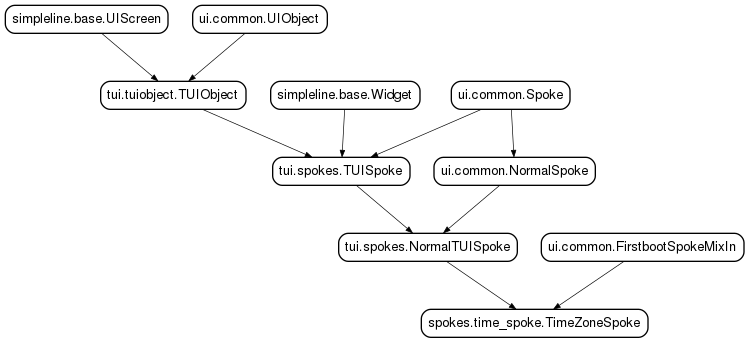 simpleline.base.UIScreen
ui.common.UIObject
tui.tuiobject.TUIObject
simpleline.base.Widget
ui.common.Spoke
tui.spokes.TUISpoke
ui.common.NormalSpoke
tui.spokes.NormalTUISpoke
ui.common.FirstbootSpokeMixIn
spokes.time_spoke.TimeZoneSpoke